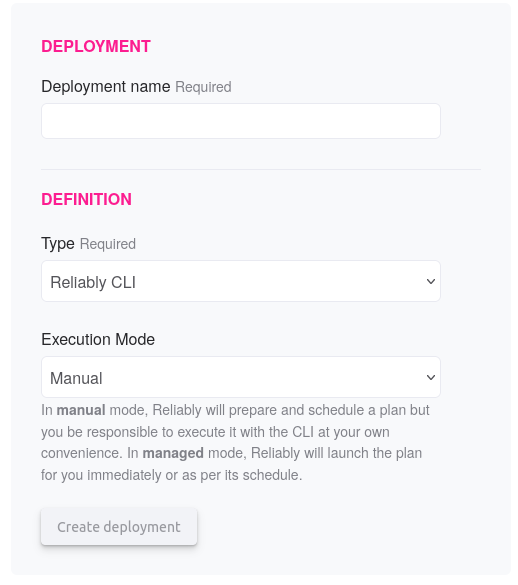 DEPLOYMENT
Deployment name Required
DEFINITION
Type Required
Reliably CLI
Execution Mode
Manual
In manual mode, Reliably will prepare and schedule a plan but
you be responsible to execute it with the CLI at your own
convenience. In managed mode, Reliably will launch the plan
for you immediately or as per its schedule.
Create deployment